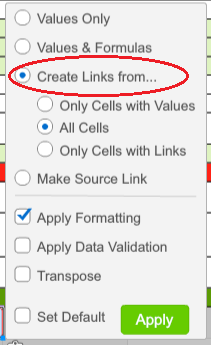 Values Only
Values & Formulas
Create Links from...
Only Cells with Values
All Cells
Only Cells with Links
Make Source Link
Apply Formatting
Apply Data Validation
Transpose
Set Default
Apply